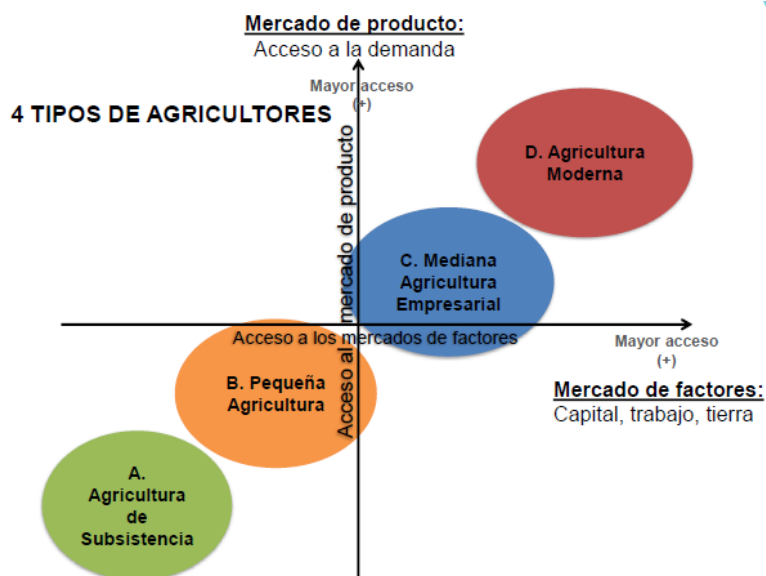 Mercado de producto:
Acceso a la demanda
Mayor acceso
(+)
4 TIPOS DE AGRICULTORES
D. Agricultura
Moderna
Acceso al mercado de producto
C. Mediana
Agricultura
Empresarial
Acceso a los mercados de factores
Mayor acceso
(+)
B. Pequeña
Agricultura
Mercado de factores:
Capital, trabajo, tierra
A.
Agricultura
de
Subsistencia